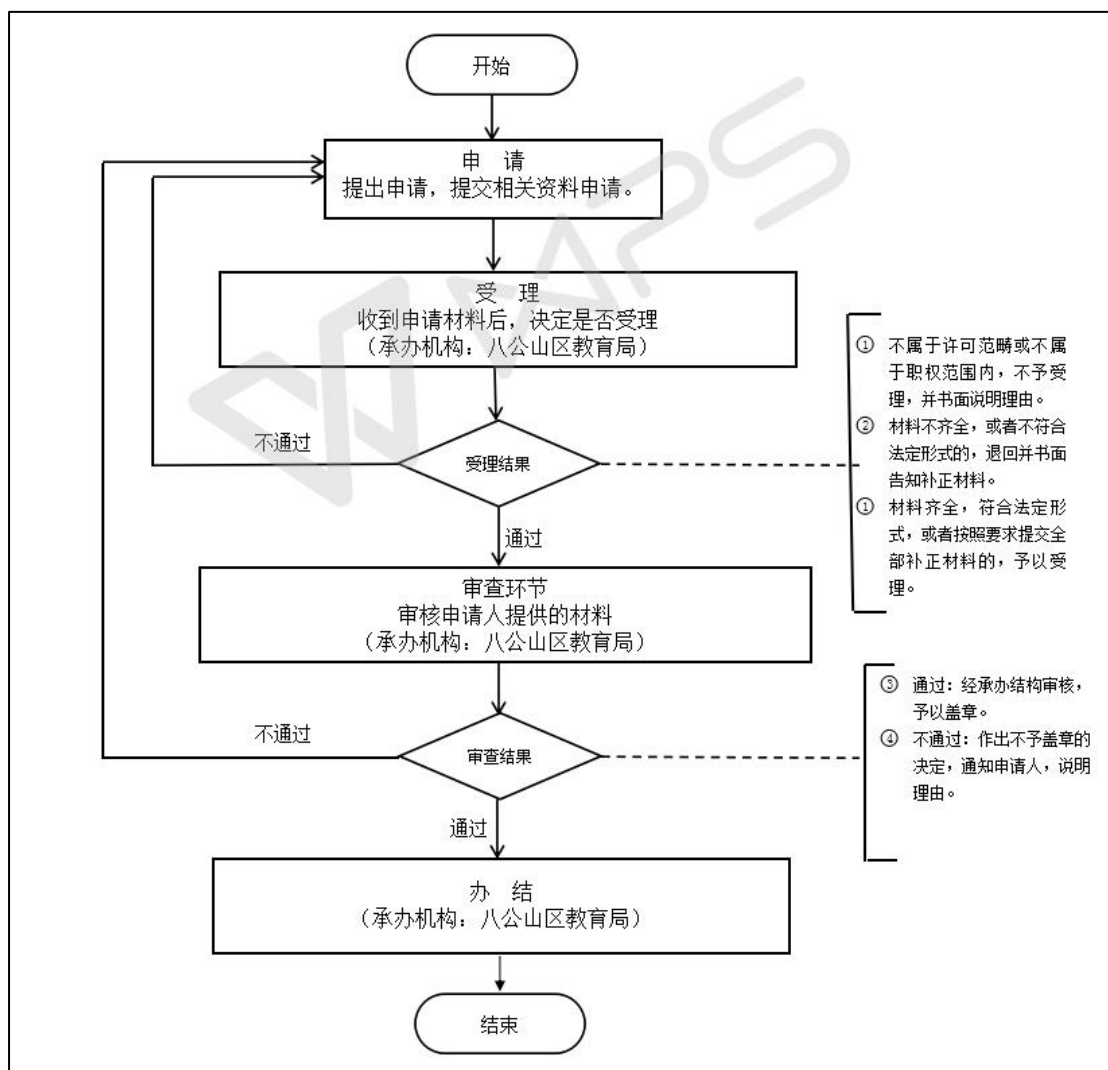 开始
申 请
提出申请，提交相关资料申请。
受 理
收到申请材料后，决定是否受理
（承办机构：八公山区教育局）
① 不属于许可范畴或不属
于职权范围内，不予受
理，并书面说明理由。
② 材料不齐全，或者不符合
法定形式的，退回并书面
告知补正材料。
① 材料齐全，符合法定形
式，或者按照要求提交全
部补正材料的，予以受
理。
不通过
受理结果
通过
审查环节
审核申请人提供的材料
（承办机构：八公山区教育局）
③ 通过：经承办结构审核，
予以盖章。
④ 不通过：作出不予盖章的
决定，通知申请人，说明
理由。
不通过
审查结果
通过
办 结
（承办机构：八公山区教育局）
结束
WPS